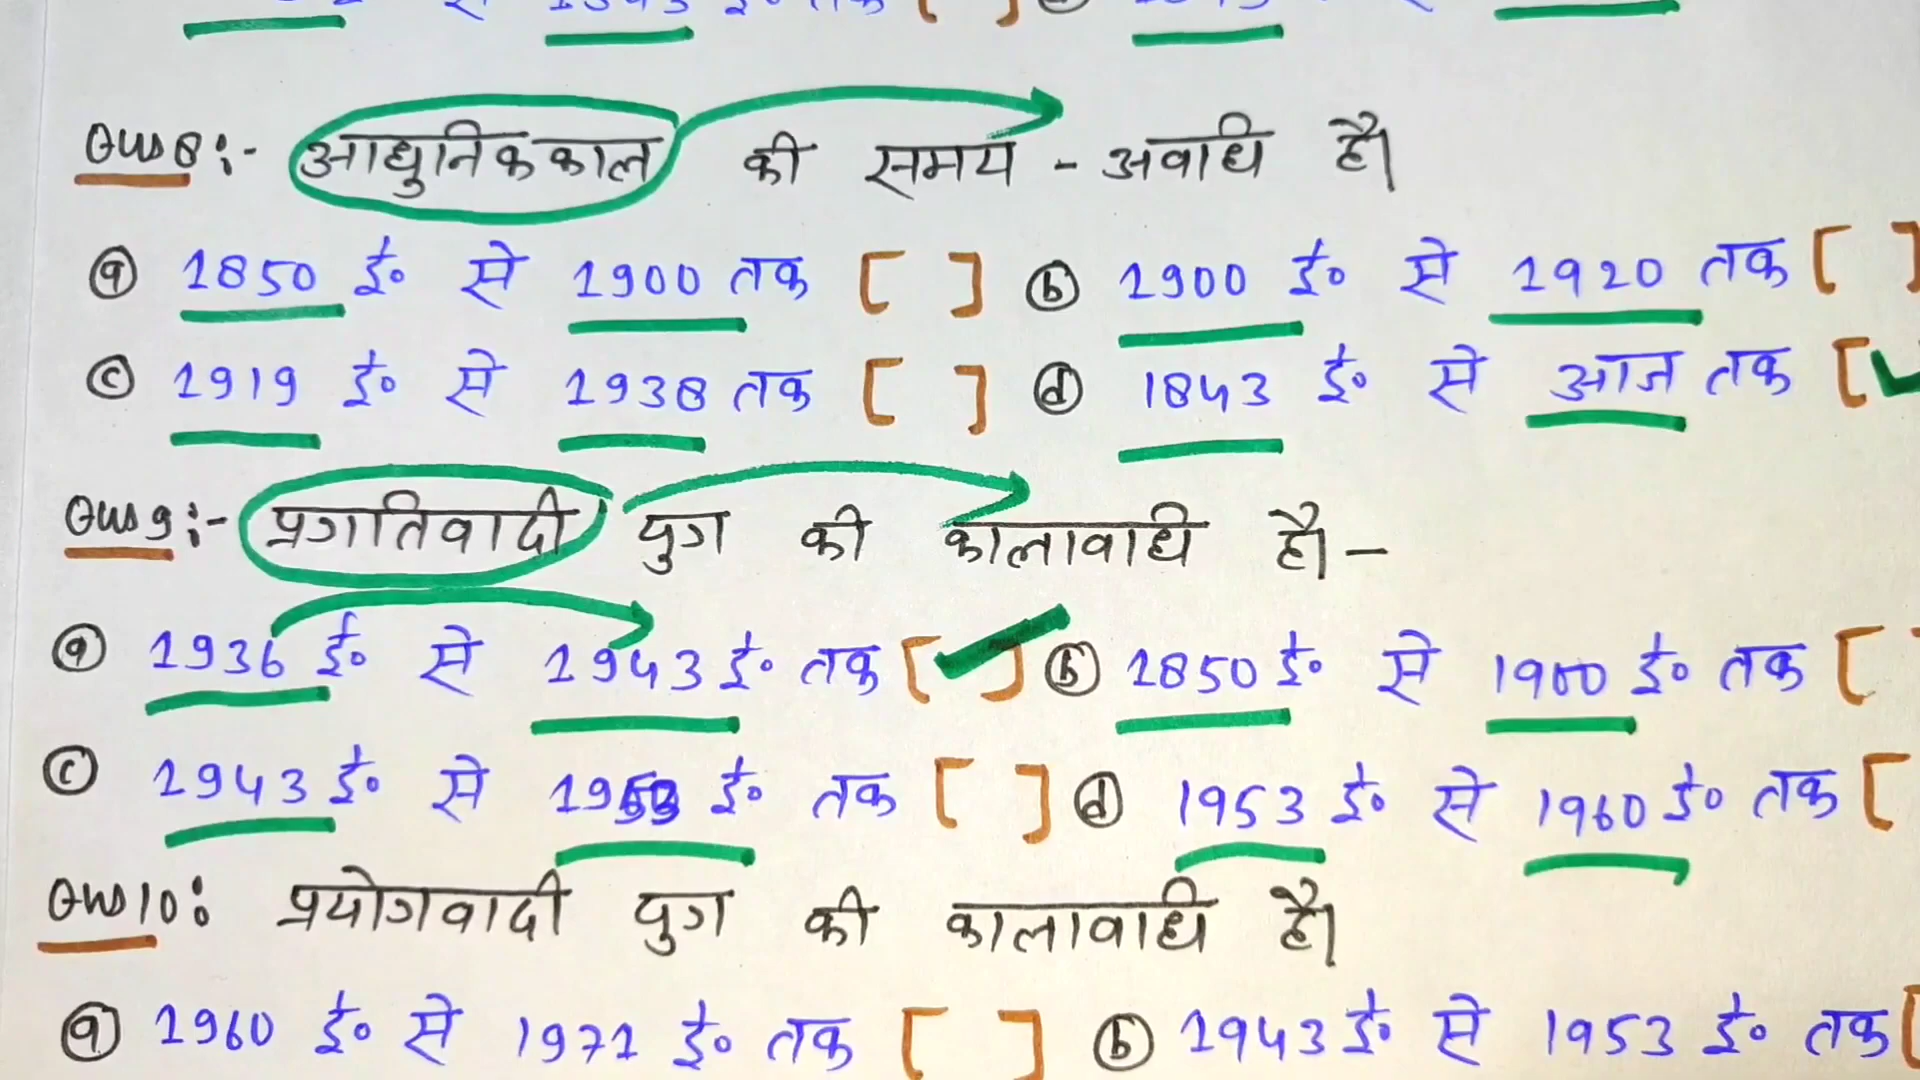 से 1843 ई० तक [ ]
Qus 8:- आधुनिक काल की समय - अवधि है।
(a) 1850 ई० से 1900 तक [ ] (b) 1900 ई० से 1920 तक [ ]
(c) 1919 ई० से 1938 तक [ ] (d) 1843 ई० से आज तक [✓
Qus 9:- प्रगतिवादी युग की कालावधि है। -
(a) 1936 ई० से 1943 ई० तक [✓] (b) 1850 ई० से 1900 ई० तक [
(c) 1943 ई० से 1953 ई० तक [ ] (d) 1953 ई० से 1960 ई० तक [
Qus 10: प्रयोगवादी युग की कालावधि है।
(a) 1960 ई० से 1971 ई० तक [ ] (b) 1943 ई० से 1953 ई० तक [